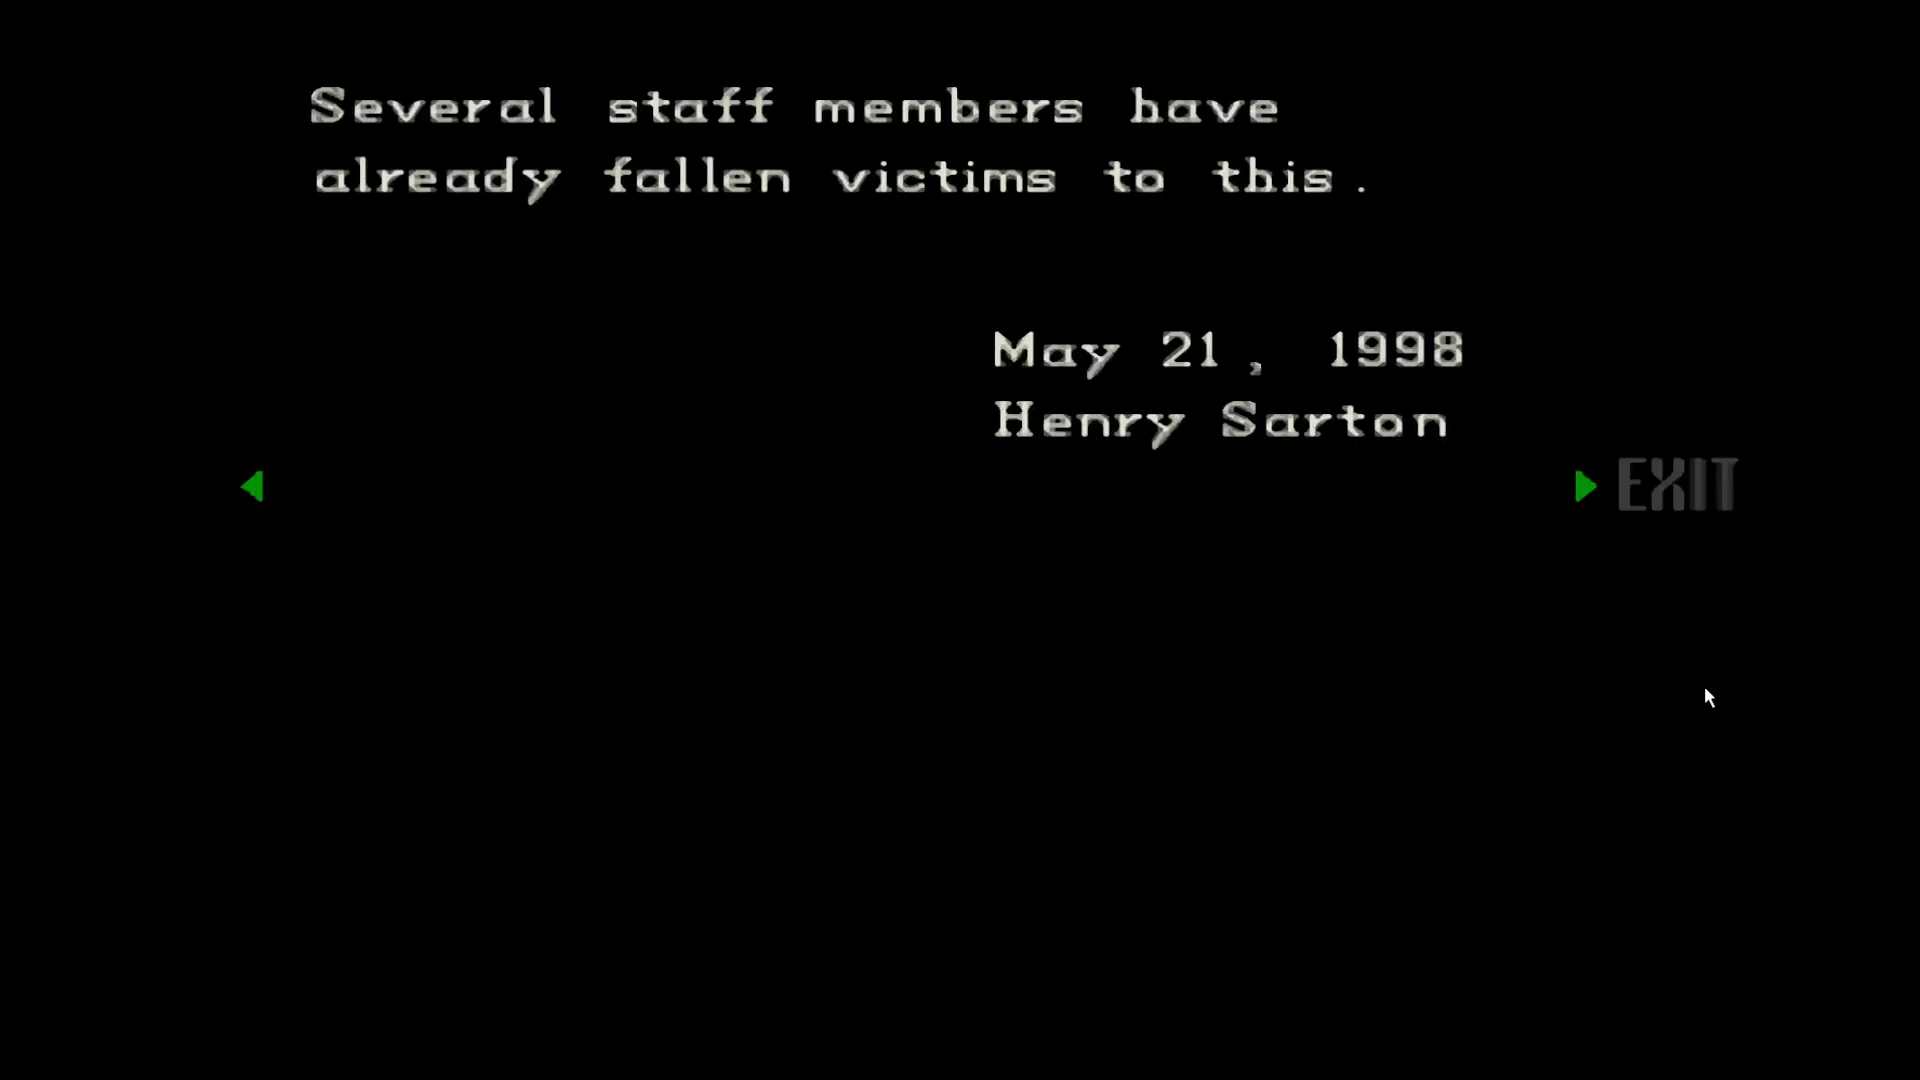 Several staff members have
already fallen victims to this.
May 21, 1998
Henry Sarton
EXIT